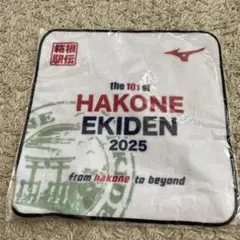 箱根
駅伝
the 101st
HAKONE
EKIDEN
2025
from hakone to beyond